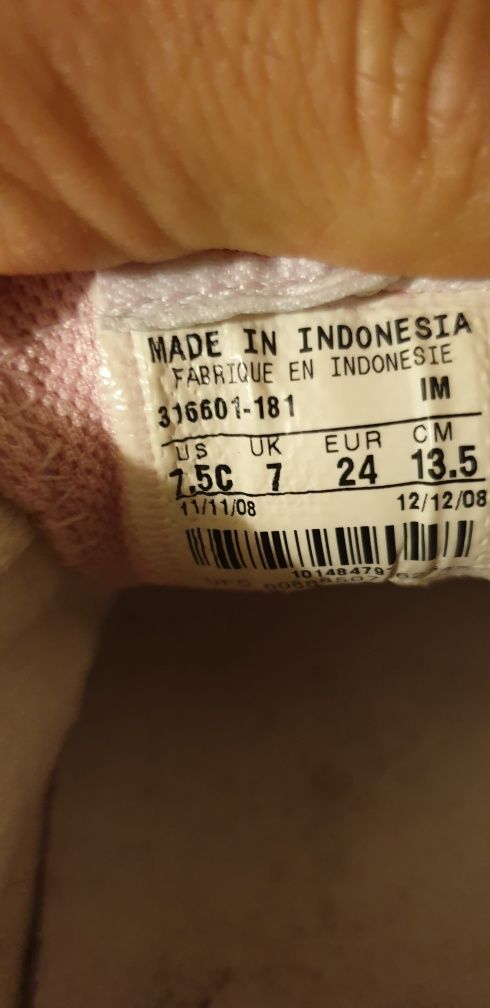 MADE IN INDONESIA
FABRIQUE EN INDONESIE
316601-181 IM
US UK EUR CM
7.5C 7 24 13.5
11/11/08 12/12/08